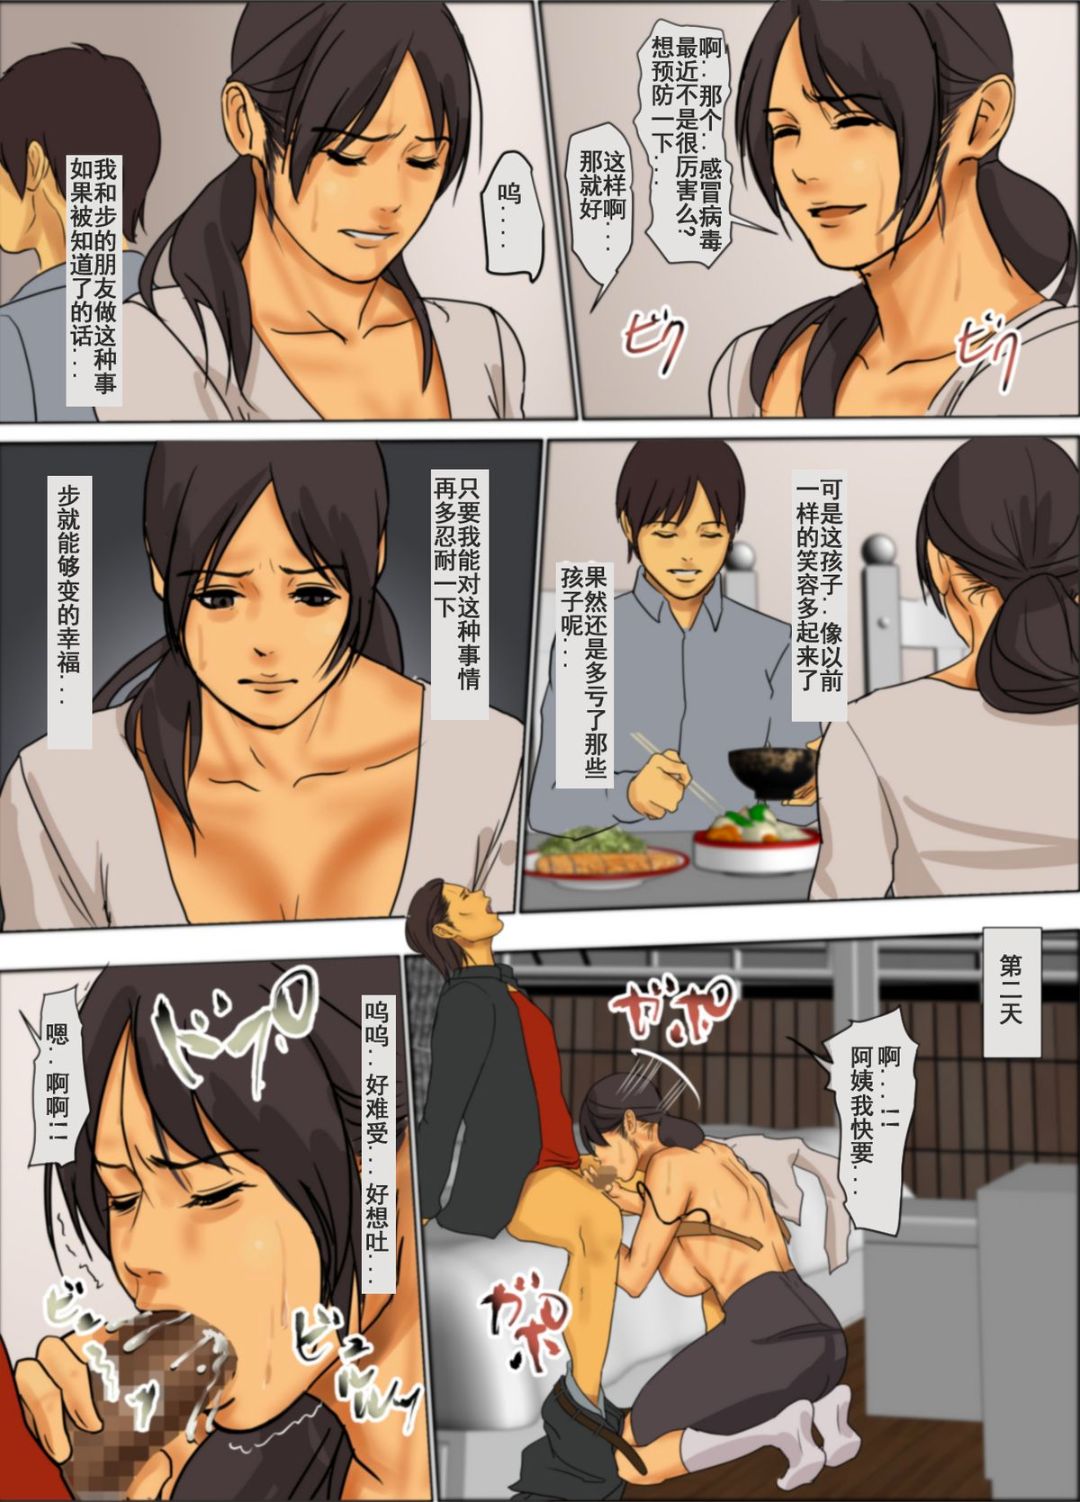 啊...那个...感冒病毒
最近不是很厉害么?
想预防一下...
这样啊...
那就好
ビク
ビク
呜....
我和步的朋友做这种事
如果被知道了的话...
可是这孩子..像以前
一样的笑容多起来了
果然还是多亏了那些
孩子呢...
只要我能对这种事情
再多忍耐一下
步就能够变的幸福...
第二天
啊...!!
阿姨我快要...
ガポ
ガポ
呜呜..好难受...好想吐...
ドプ
嗯..啊啊!!